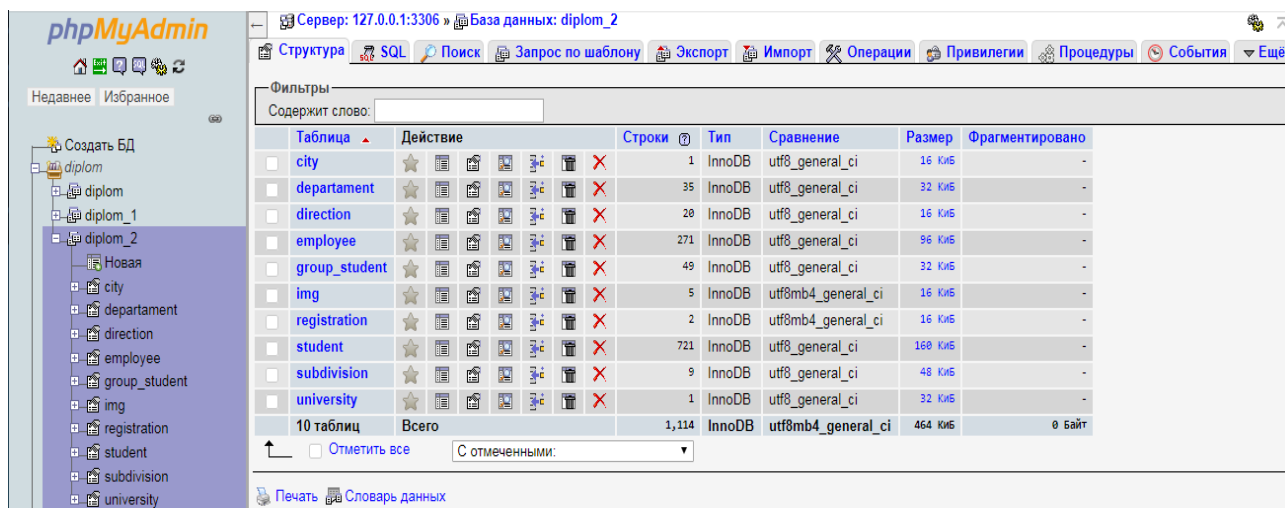 phpMyAdmin
Недавнее Избранное
Создать БД
diplom
diplom
diplom_1
diplom_2
Новая
city
departament
direction
employee
group_student
img
registration
student
subdivision
university
Сервер: 127.0.0.1:3306 » База данных: diplom_2
Структура SQL Поиск Запрос по шаблону Экспорт Импорт Операции Привилегии Процедуры События Ещё
Фильтры
Содержит слово:
Таблица Действие Строки Тип Сравнение Размер Фрагментировано
city 1 InnoDB utf8_general_ci 16 КиБ -
departament 35 InnoDB utf8_general_ci 32 КиБ -
direction 20 InnoDB utf8_general_ci 16 КиБ -
employee 271 InnoDB utf8_general_ci 96 КиБ -
group_student 49 InnoDB utf8_general_ci 32 КиБ -
img 5 InnoDB utf8mb4_general_ci 16 КиБ -
registration 2 InnoDB utf8mb4_general_ci 16 КиБ -
student 721 InnoDB utf8_general_ci 160 КиБ -
subdivision 9 InnoDB utf8_general_ci 48 КиБ -
university 1 InnoDB utf8_general_ci 32 КиБ -
10 таблиц Всего 1,114 InnoDB utf8mb4_general_ci 464 КиБ 0 Байт
Отметить все С отмеченными:
Печать Словарь данных